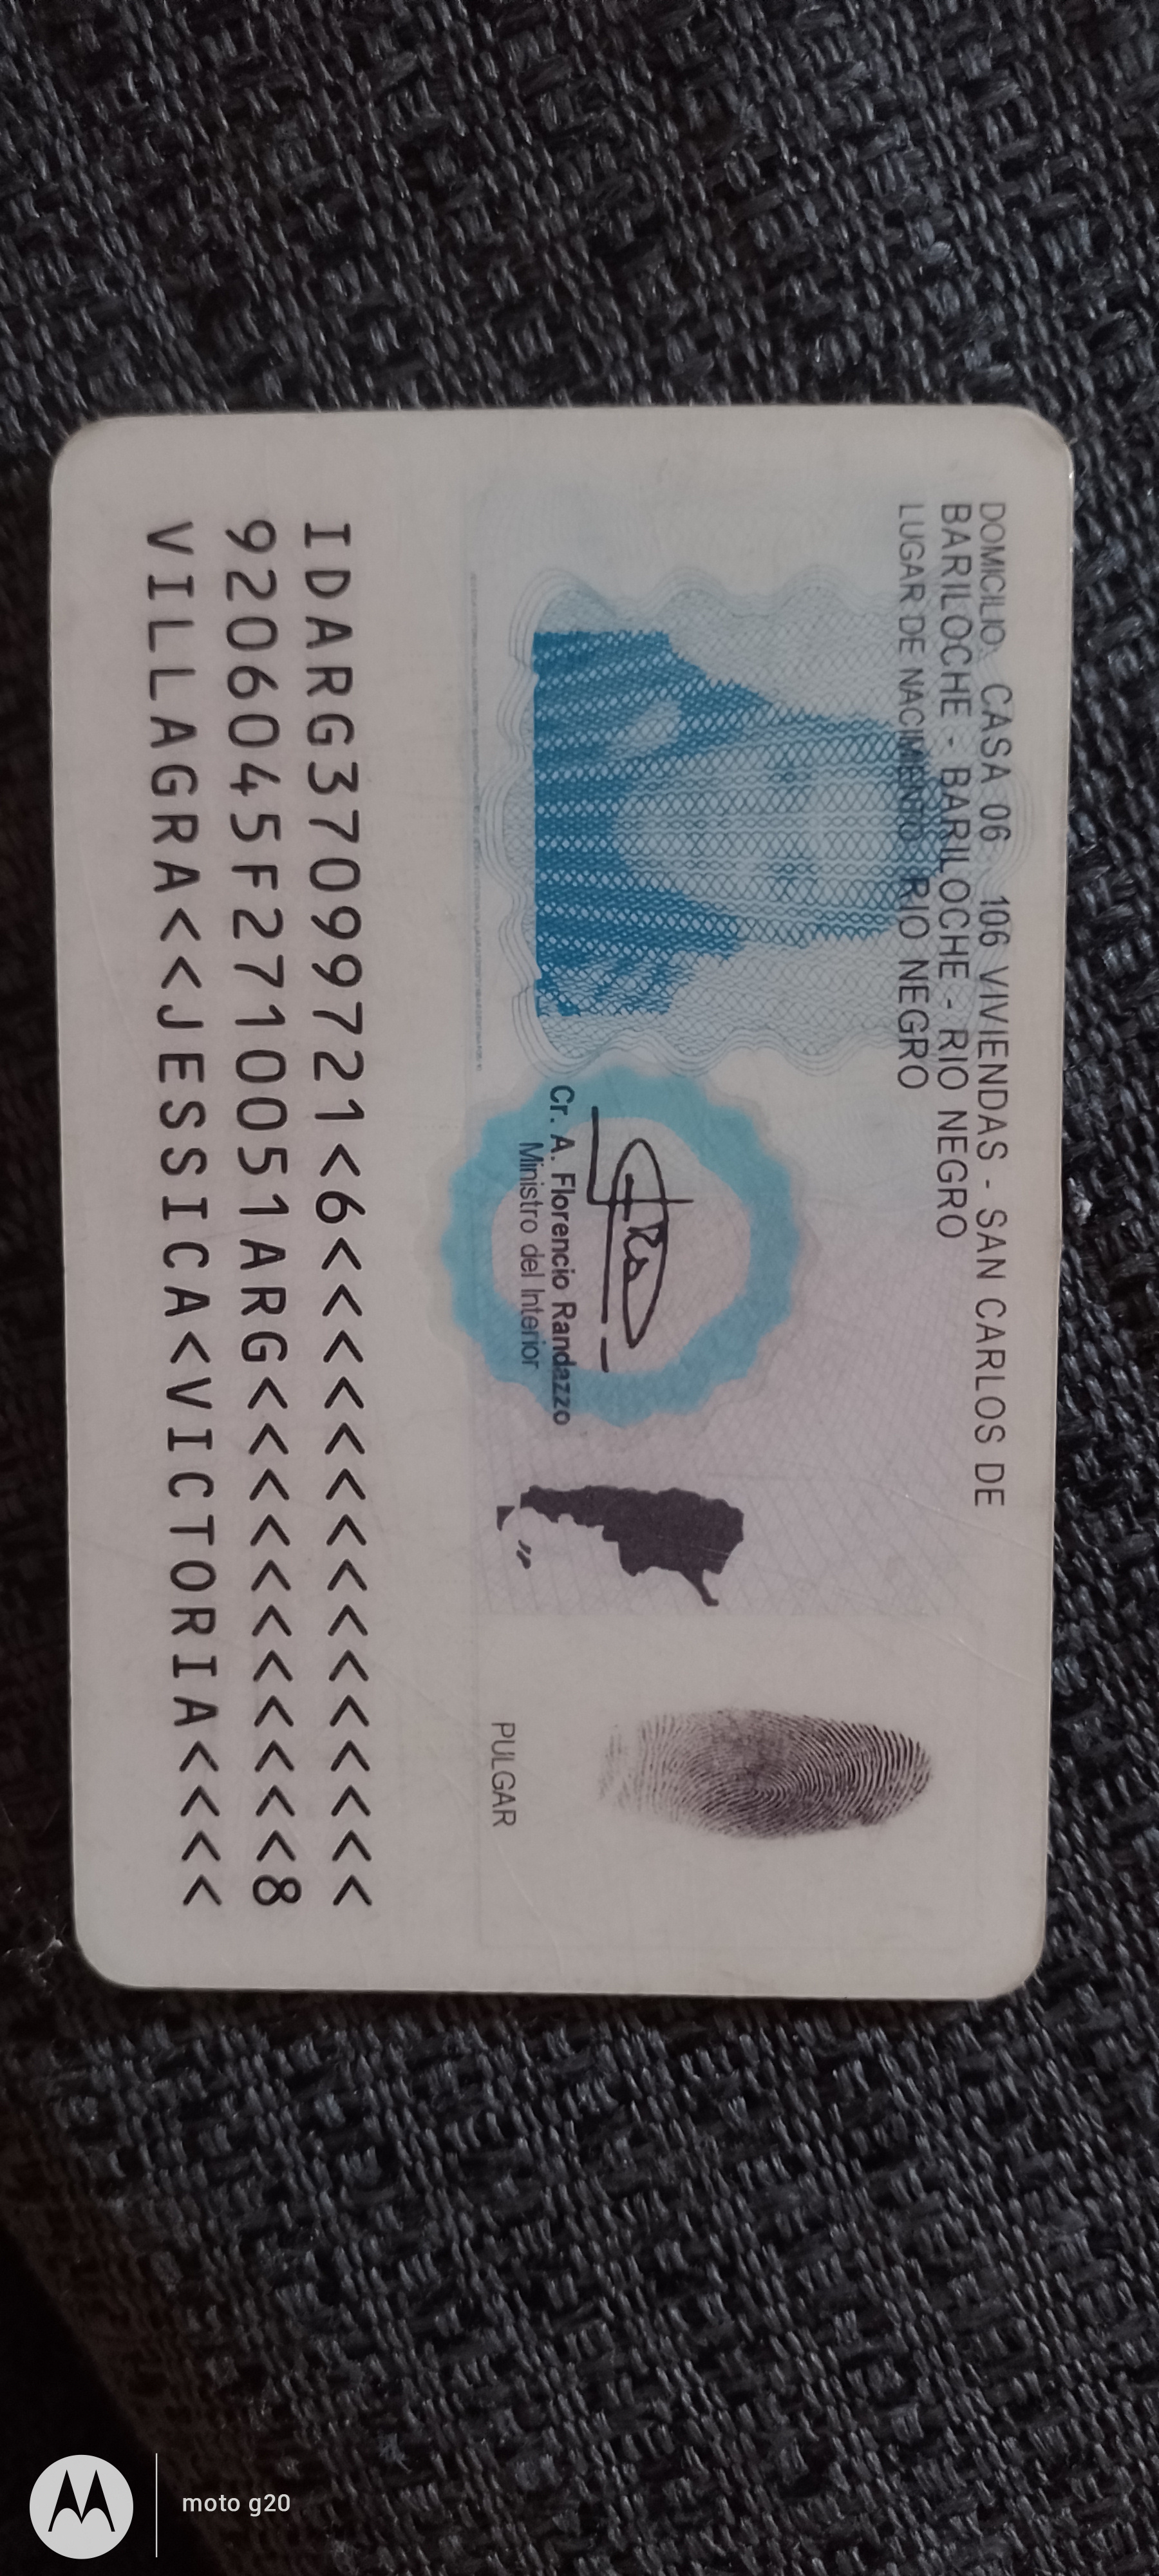 DOMICILIO: CASA 06 - 106 VIVIENDAS - SAN CARLOS DE
BARILOCHE - BARILOCHE - RIO NEGRO
LUGAR DE NACIMIENTO: RIO NEGRO
Cr. A. Florencio Randazzo
Ministro del Interior
PULGAR
IDARG37099721<6<<<<<<<<<<<<<<<
9206045F2710051ARG<<<<<<<<<<<8
VILLAGRA<<JESSICA<VICTORIA<<<<
moto g20